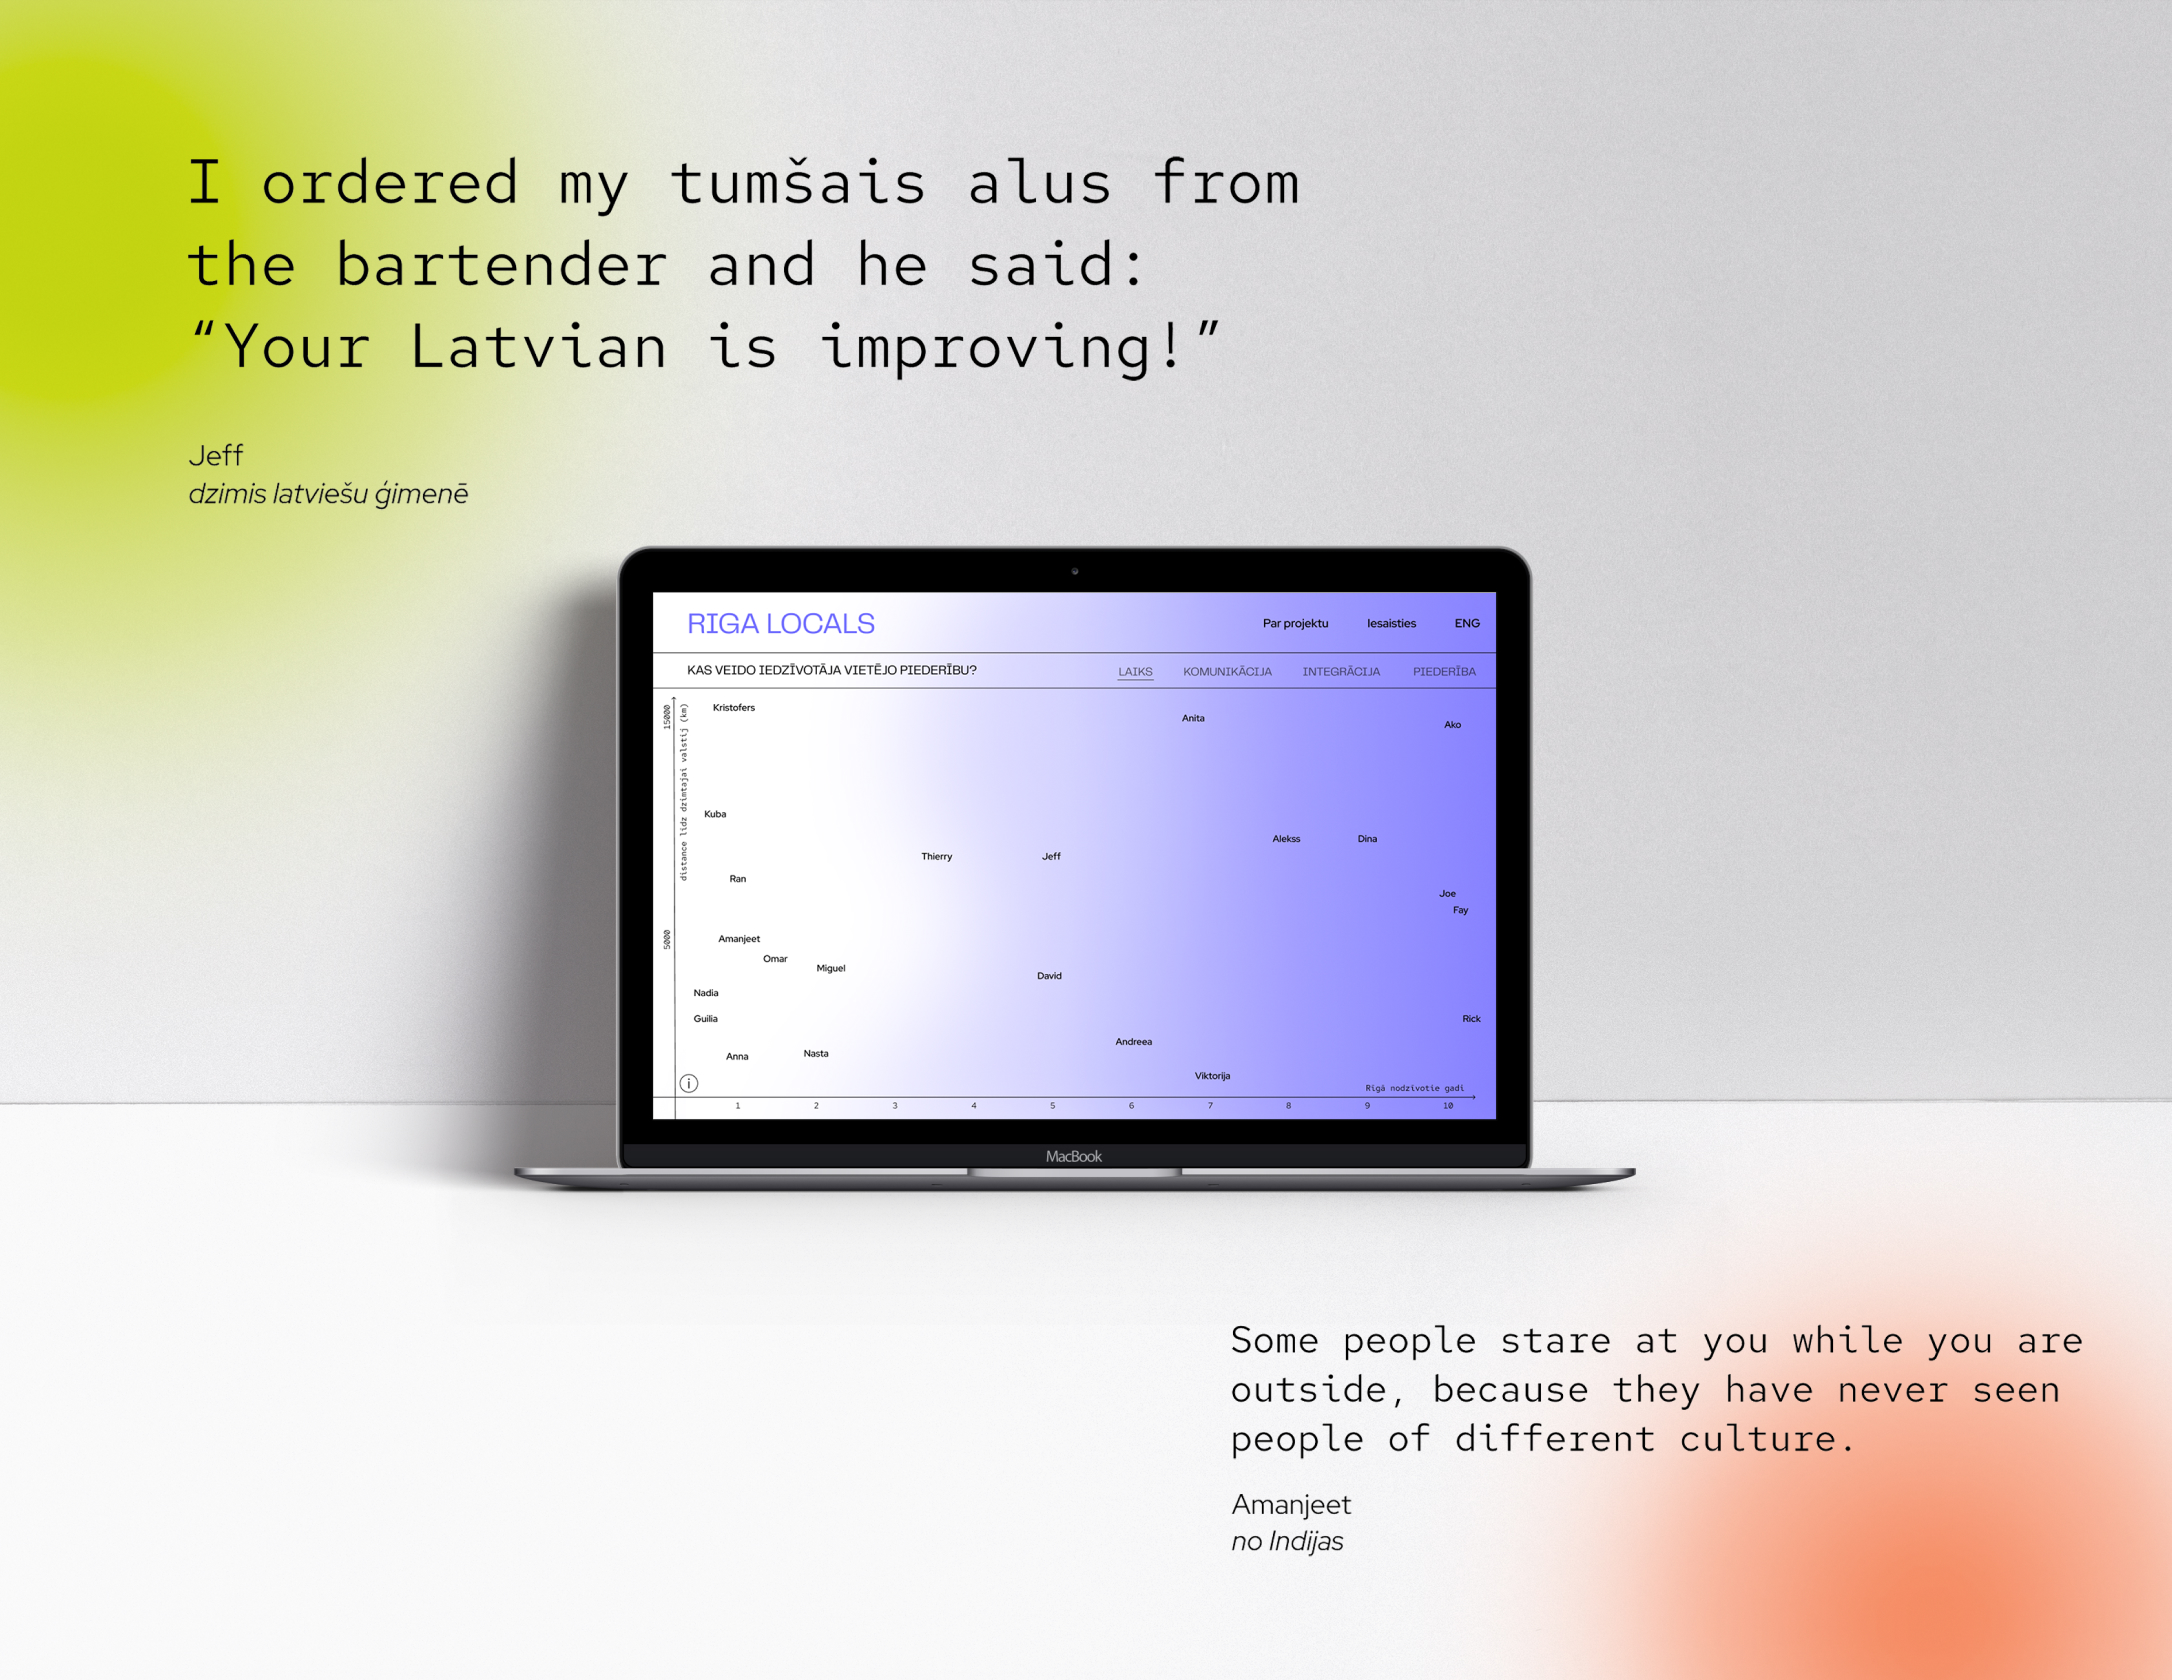 I ordered my tumšais alus from
the bartender and he said:
“Your Latvian is improving!”
Jeff
dzimis latviešu ģimenē
RIGA LOCALS
Par projektu Iesaisties ENG
KAS VEIDO IEDZĪVOTĀJA VIETĒJO PIEDERĪBU?
LAIKS KOMUNIKĀCIJA INTEGRĀCIJA PIEDERĪBA
15000
distance līdz dzimtajai valstij (km)
5000
Kristofers
Anita
Ako
Kuba
Alekss
Dina
Thierry
Jeff
Ran
Joe
Fay
Amanjeet
Omar
Miguel
David
Nadia
Guilia
Rick
Andreea
Nasta
Anna
Viktorija
i
Rīgā nodzīvotie gadi
1 2 3 4 5 6 7 8 9 10
MacBook
Some people stare at you while you are
outside, because they have never seen
people of different culture.
Amanjeet
no Indijas